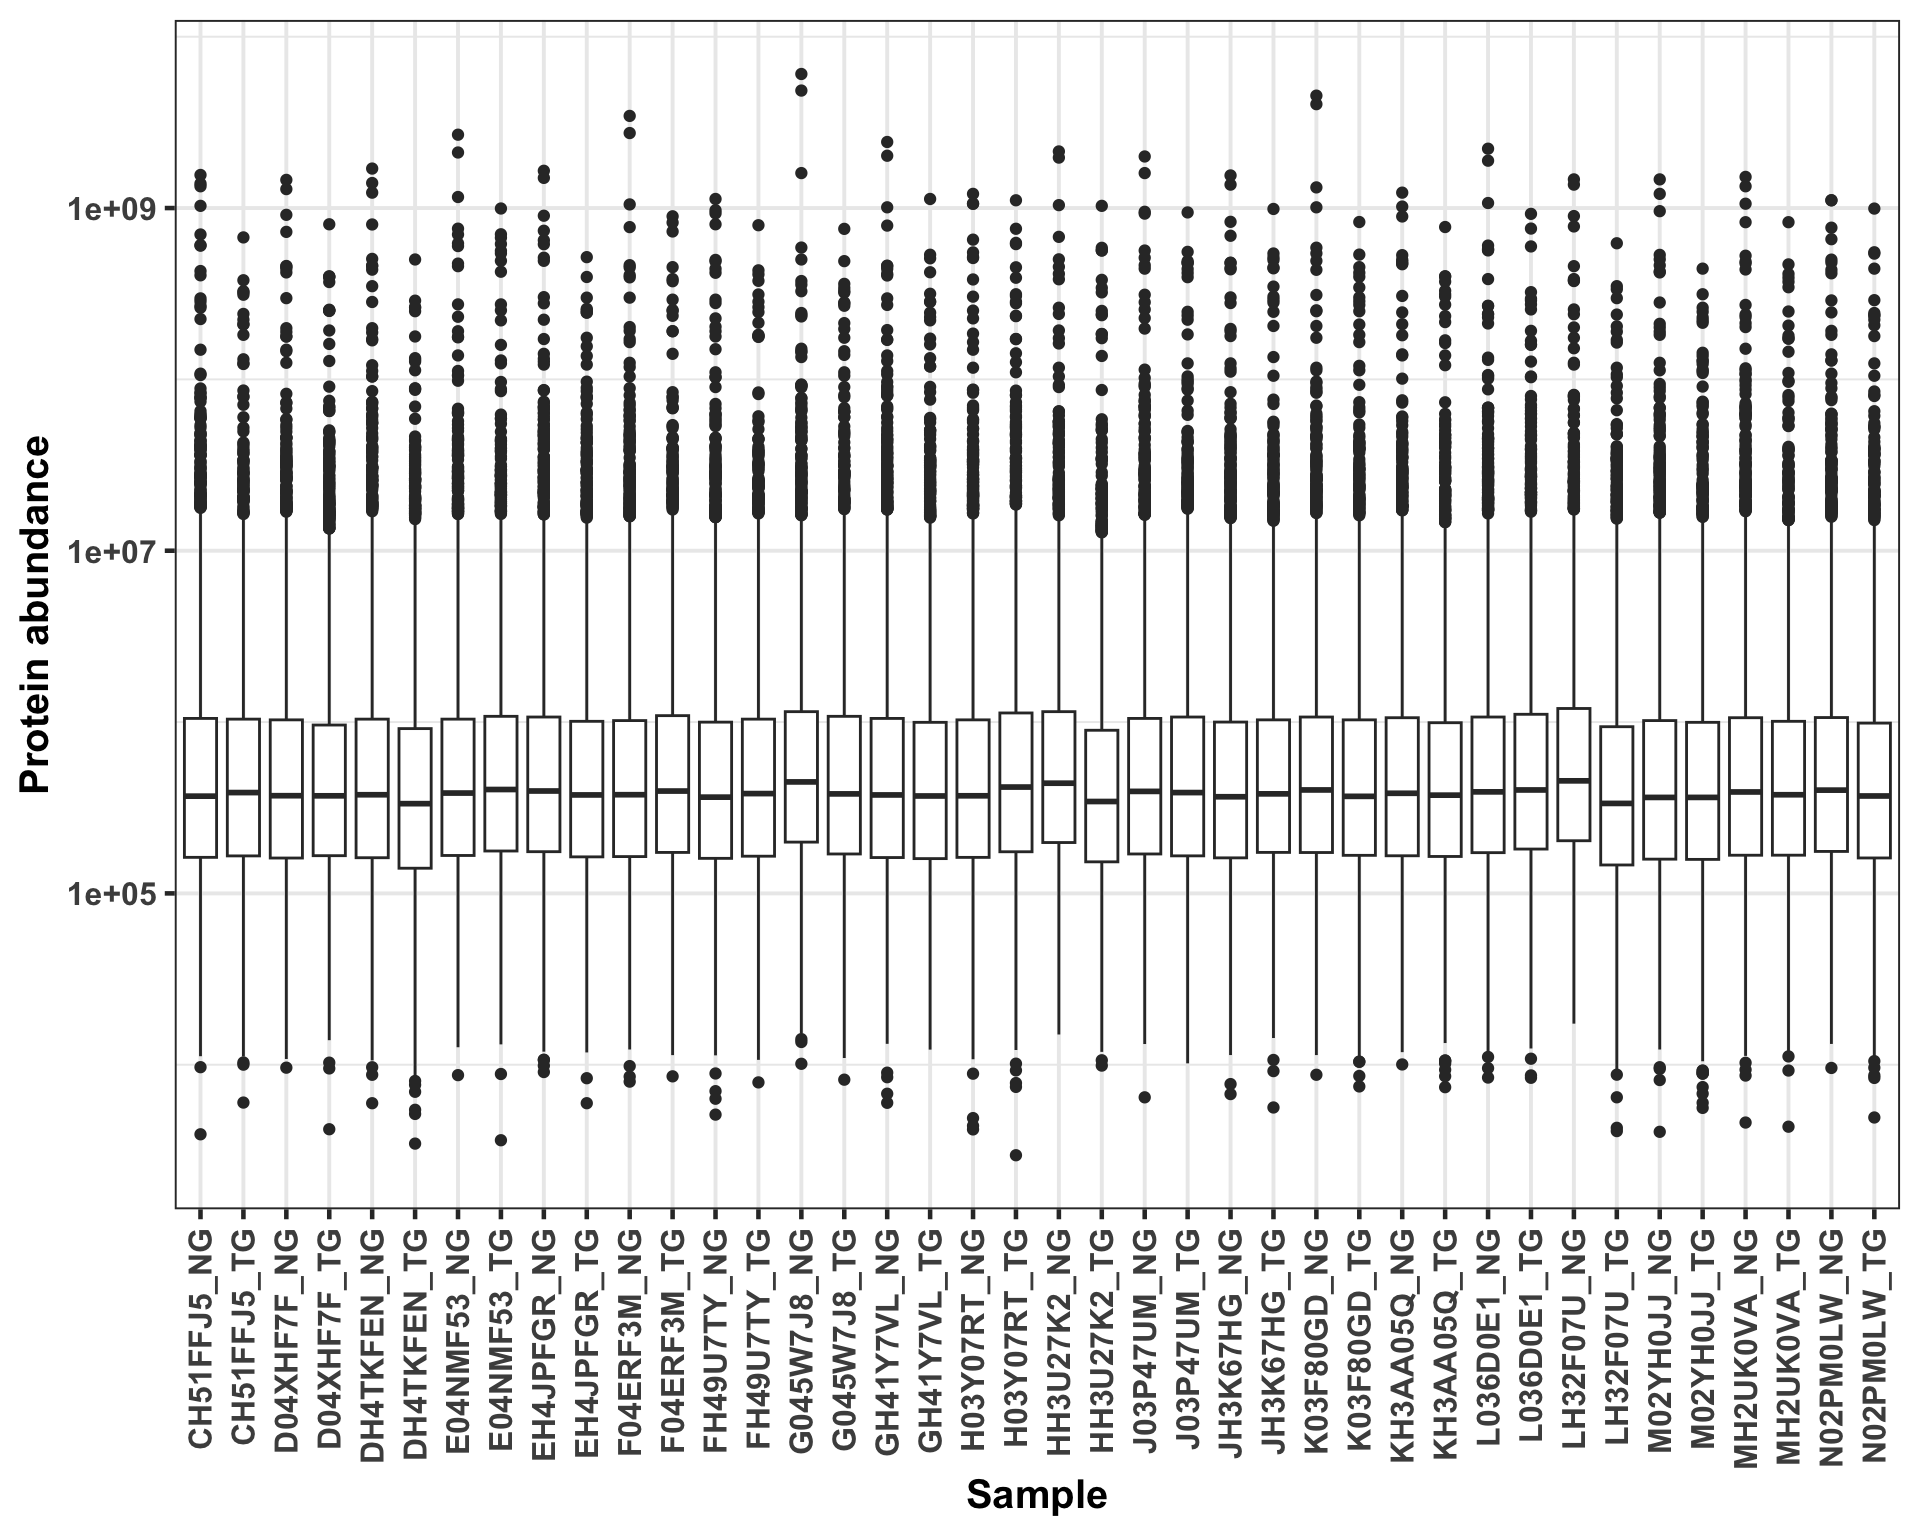 Protein abundance
1e+09
1e+07
1e+05
CH51FFJ5_NG
CH51FFJ5_TG
D04XHF7F_NG
D04XHF7F_TG
DH4TKFEN_NG
DH4TKFEN_TG
E04NMF53_NG
E04NMF53_TG
EH4JPFGR_NG
EH4JPFGR_TG
F04ERF3M_NG
F04ERF3M_TG
FH49U7TY_NG
FH49U7TY_TG
G045W7J8_NG
G045W7J8_TG
GH41Y7VL_NG
GH41Y7VL_TG
H03Y07RT_NG
H03Y07RT_TG
HH3U27K2_NG
HH3U27K2_TG
J03P47UM_NG
J03P47UM_TG
JH3K67HG_NG
JH3K67HG_TG
K03F80GD_NG
K03F80GD_TG
KH3AA05Q_NG
KH3AA05Q_TG
L036D0E1_NG
L036D0E1_TG
LH32F07U_NG
LH32F07U_TG
M02YH0JJ_NG
M02YH0JJ_TG
MH2UK0VA_NG
MH2UK0VA_TG
N02PM0LW_NG
N02PM0LW_TG
Sample